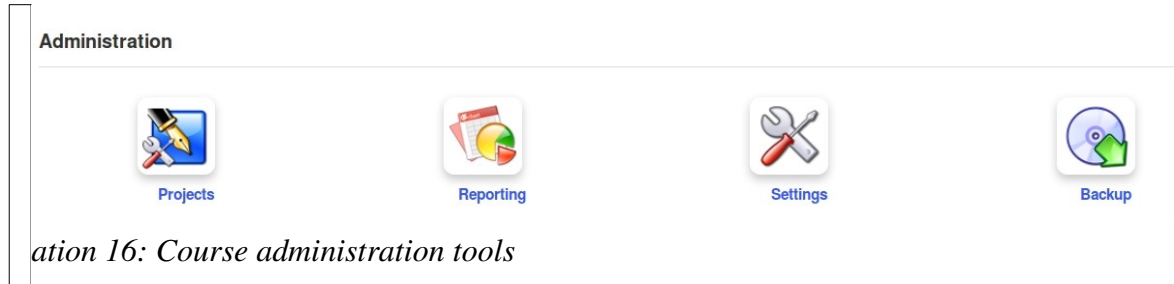 Administration
Projects Reporting Settings Backup
ation 16: Course administration tools